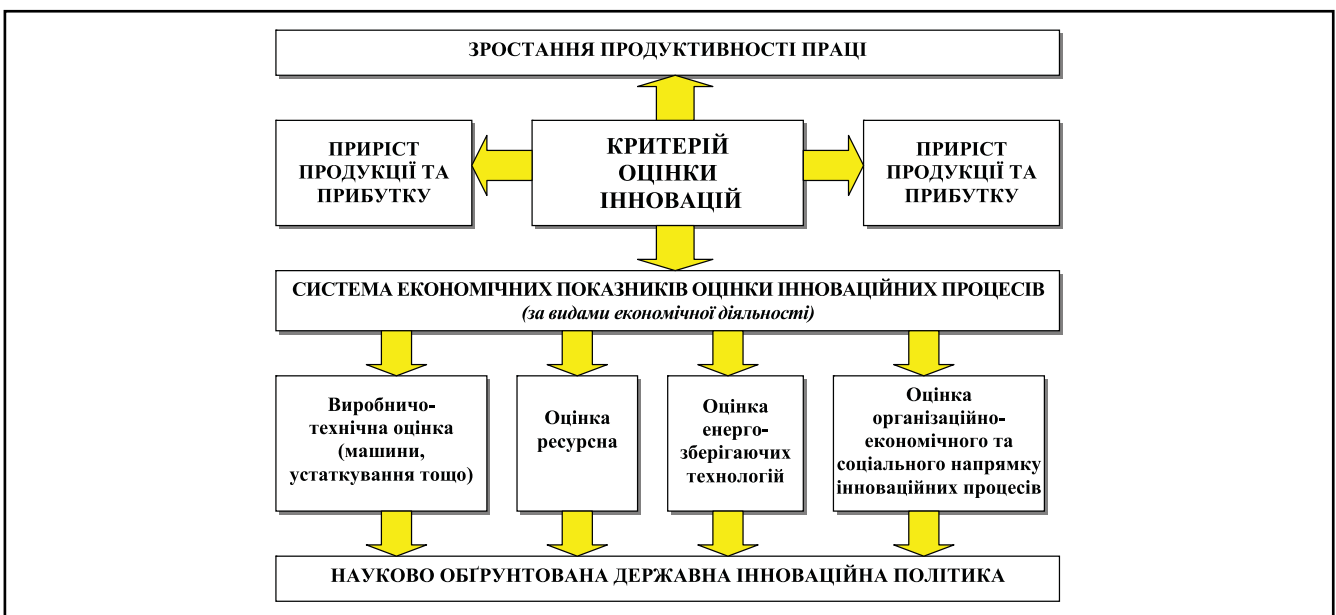 ЗРОСТАННЯ ПРОДУКТИВНОСТІ ПРАЦІ
ПРИРІСТ
ПРОДУКЦІЇ ТА
ПРИБУТКУ
КРИТЕРІЙ
ОЦІНКИ
ІННОВАЦІЙ
ПРИРІСТ
ПРОДУКЦІЇ ТА
ПРИБУТКУ
СИСТЕМА ЕКОНОМІЧНИХ ПОКАЗНИКІВ ОЦІНКИ ІННОВАЦІЙНИХ ПРОЦЕСІВ
(за видами економічної діяльності)
Виробничо-
технічна оцінка
(машини,
устаткування тощо)
Оцінка
ресурсна
Оцінка
енерго-
зберігаючих
технологій
Оцінка
організаційно-
економічного та
соціального напрямку
інноваційних процесів
НАУКОВО ОБҐРУНТОВАНА ДЕРЖАВНА ІННОВАЦІЙНА ПОЛІТИКА